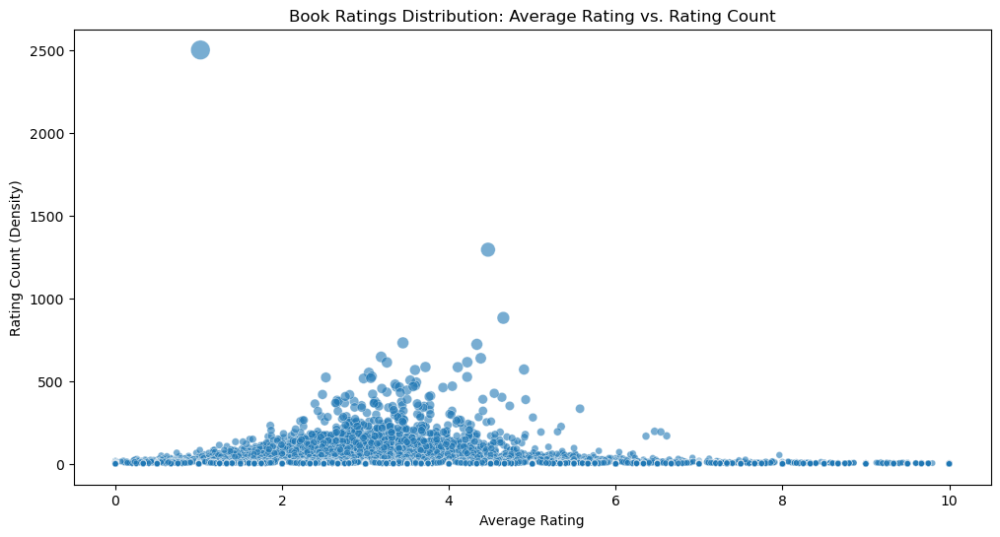 Book Ratings Distribution: Average Rating vs. Rating Count
Rating Count (Density)
2500
2000
1500
1000
500
0
0 2 4 6 8 10
Average Rating